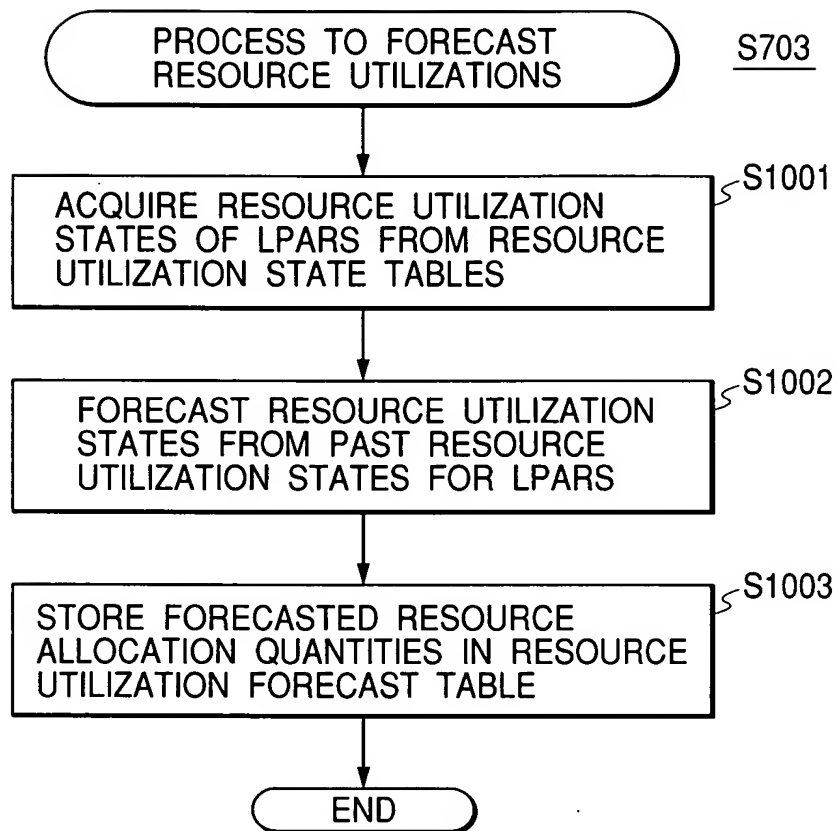 PROCESS TO FORECAST
RESOURCE UTILIZATIONS
S703
S1001
ACQUIRE RESOURCE UTILIZATION
STATES OF LPARS FROM RESOURCE
UTILIZATION STATE TABLES
S1002
FORECAST RESOURCE UTILIZATION
STATES FROM PAST RESOURCE
UTILIZATION STATES FOR LPARS
S1003
STORE FORECASTED RESOURCE
ALLOCATION QUANTITIES IN RESOURCE
UTILIZATION FORECAST TABLE
END